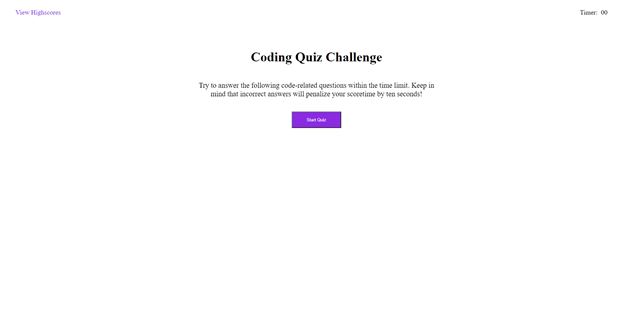 View Highscores
Timer: 00
Coding Quiz Challenge
Try to answer the following code-related questions within the time limit. Keep in
mind that incorrect answers will penalize your scoretime by ten seconds!
Start Quiz